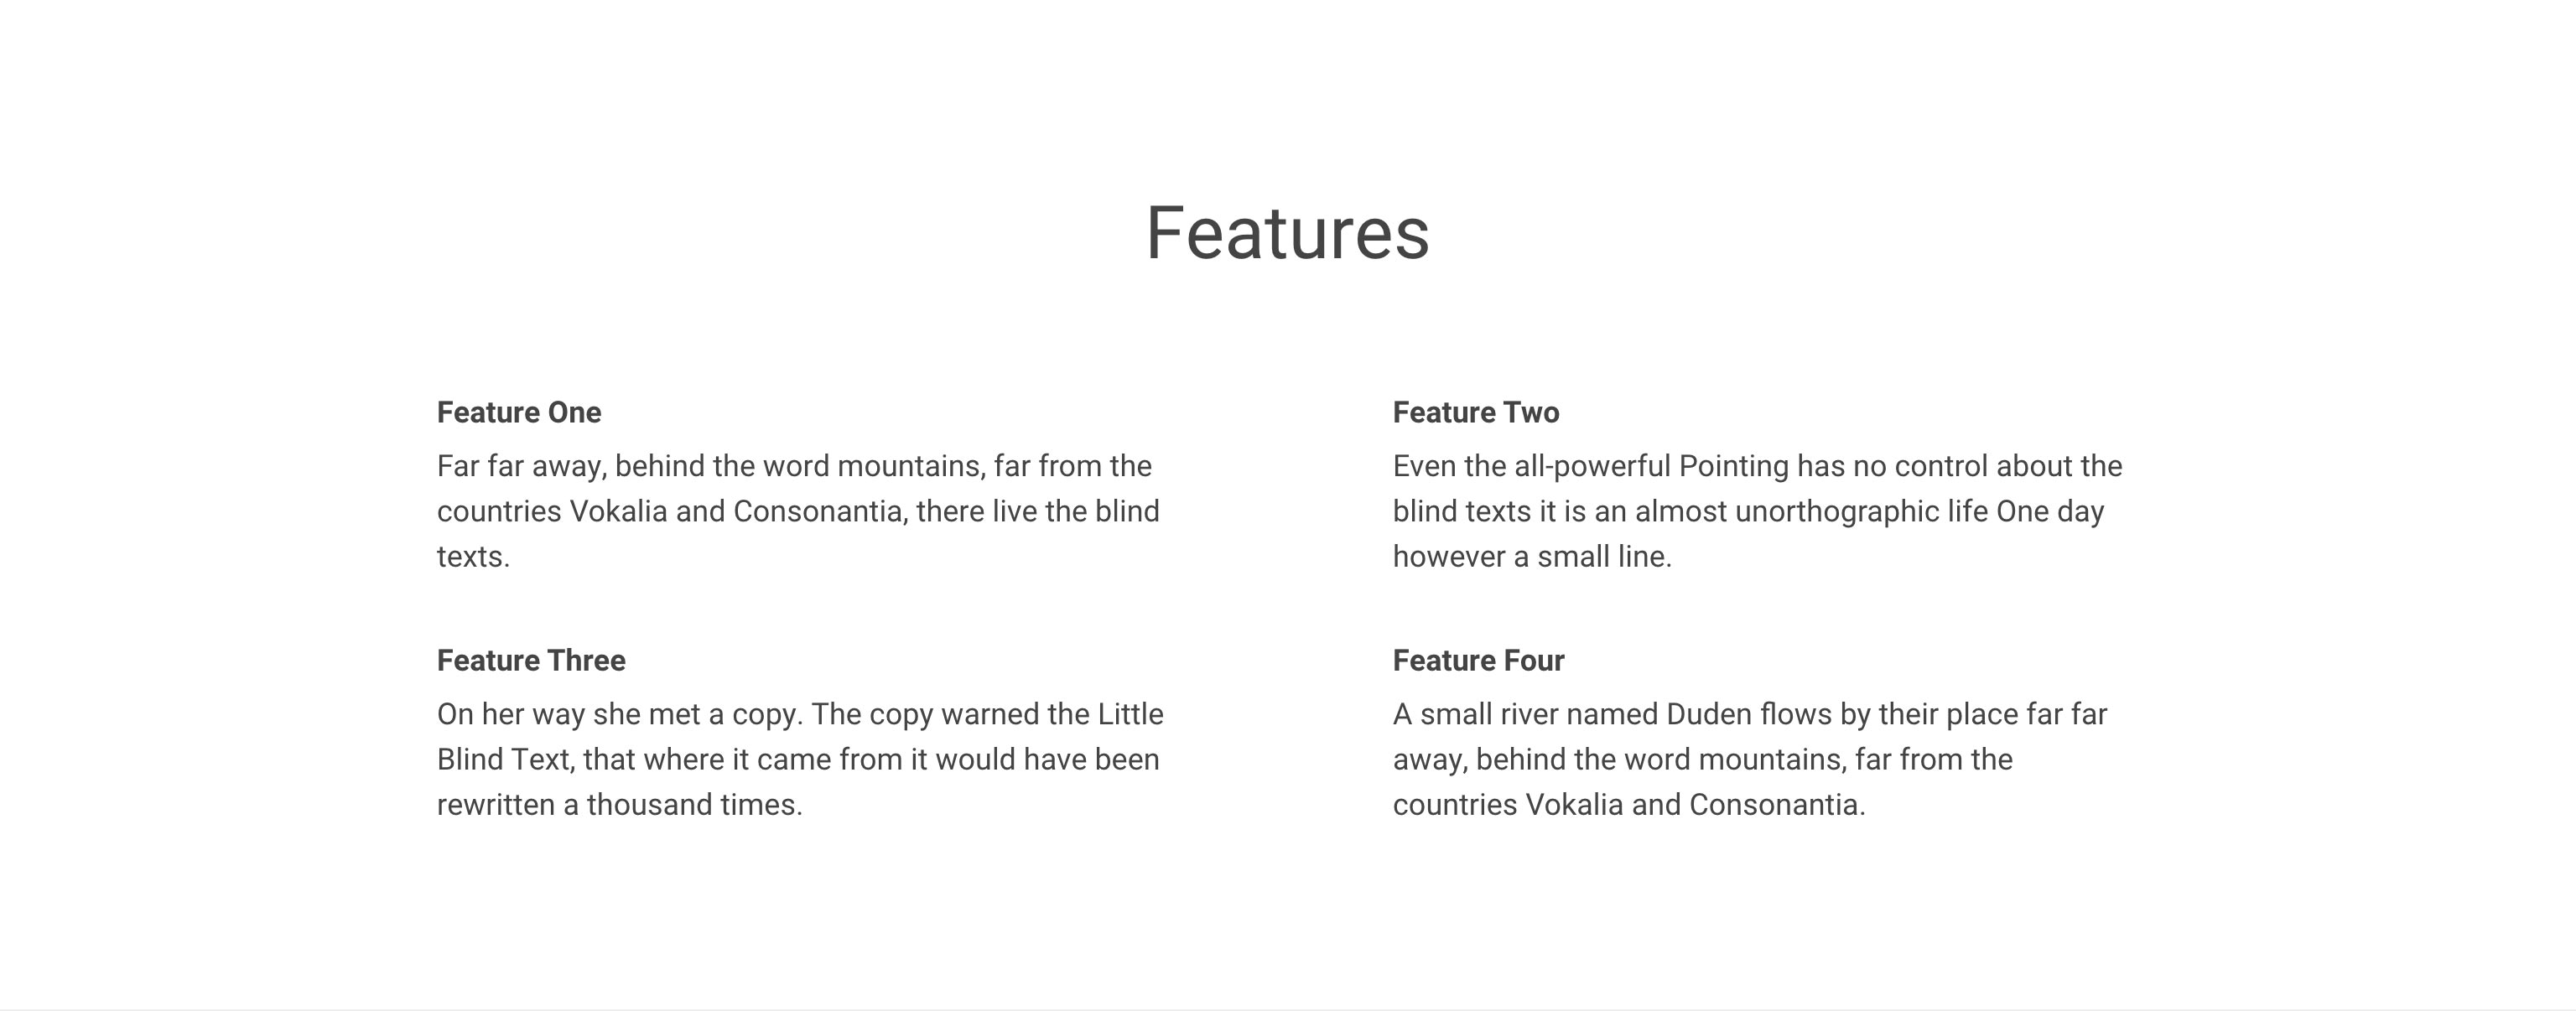 Features
Feature One
Far far away, behind the word mountains, far from the
countries Vokalia and Consonantia, there live the blind
texts.
Feature Two
Even the all-powerful Pointing has no control about the
blind texts it is an almost unorthographic life One day
however a small line.
Feature Three
On her way she met a copy. The copy warned the Little
Blind Text, that where it came from it would have been
rewritten a thousand times.
Feature Four
A small river named Duden flows by their place far far
away, behind the word mountains, far from the
countries Vokalia and Consonantia.